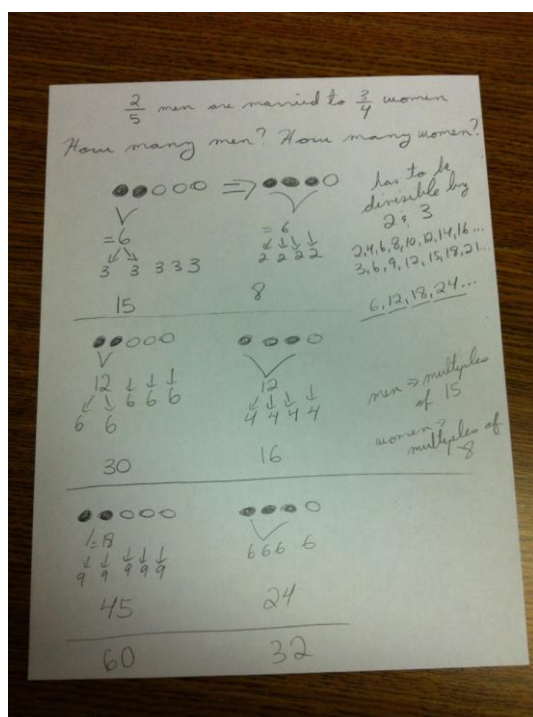 2/5 men are married to 3/4 women
How many men? How many women?
has to be
divisible by
2 & 3
2,4,6,8,10,12,14,16...
3,6,9,12,15,18,21...
6,12,18,24...
=6
3 3 3 3 3
15
= 6
2 2 2 2
8
12
6 6 6 6 6
30
12
4 4 4 4
16
men ⇒ multiples
of 15
women ⇒
multiples of
8
=18
9 9 9 9 9
45
6 6 6 6
24
60 32